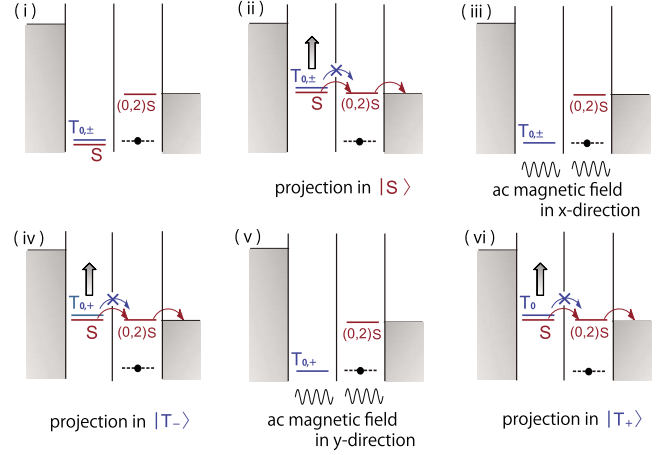 (i)
T₀,±
S
(0,2)S
(ii)
T₀,±
S
(0,2)S
projection in |S⟩
(iii)
T₀,±
(0,2)S
ac magnetic field
in x-direction
(iv)
T₀,+
S
(0,2)S
projection in |T₋⟩
(v)
T₀,+
(0,2)S
ac magnetic field
in y-direction
(vi)
T₀
S
(0,2)S
projection in |T₊⟩